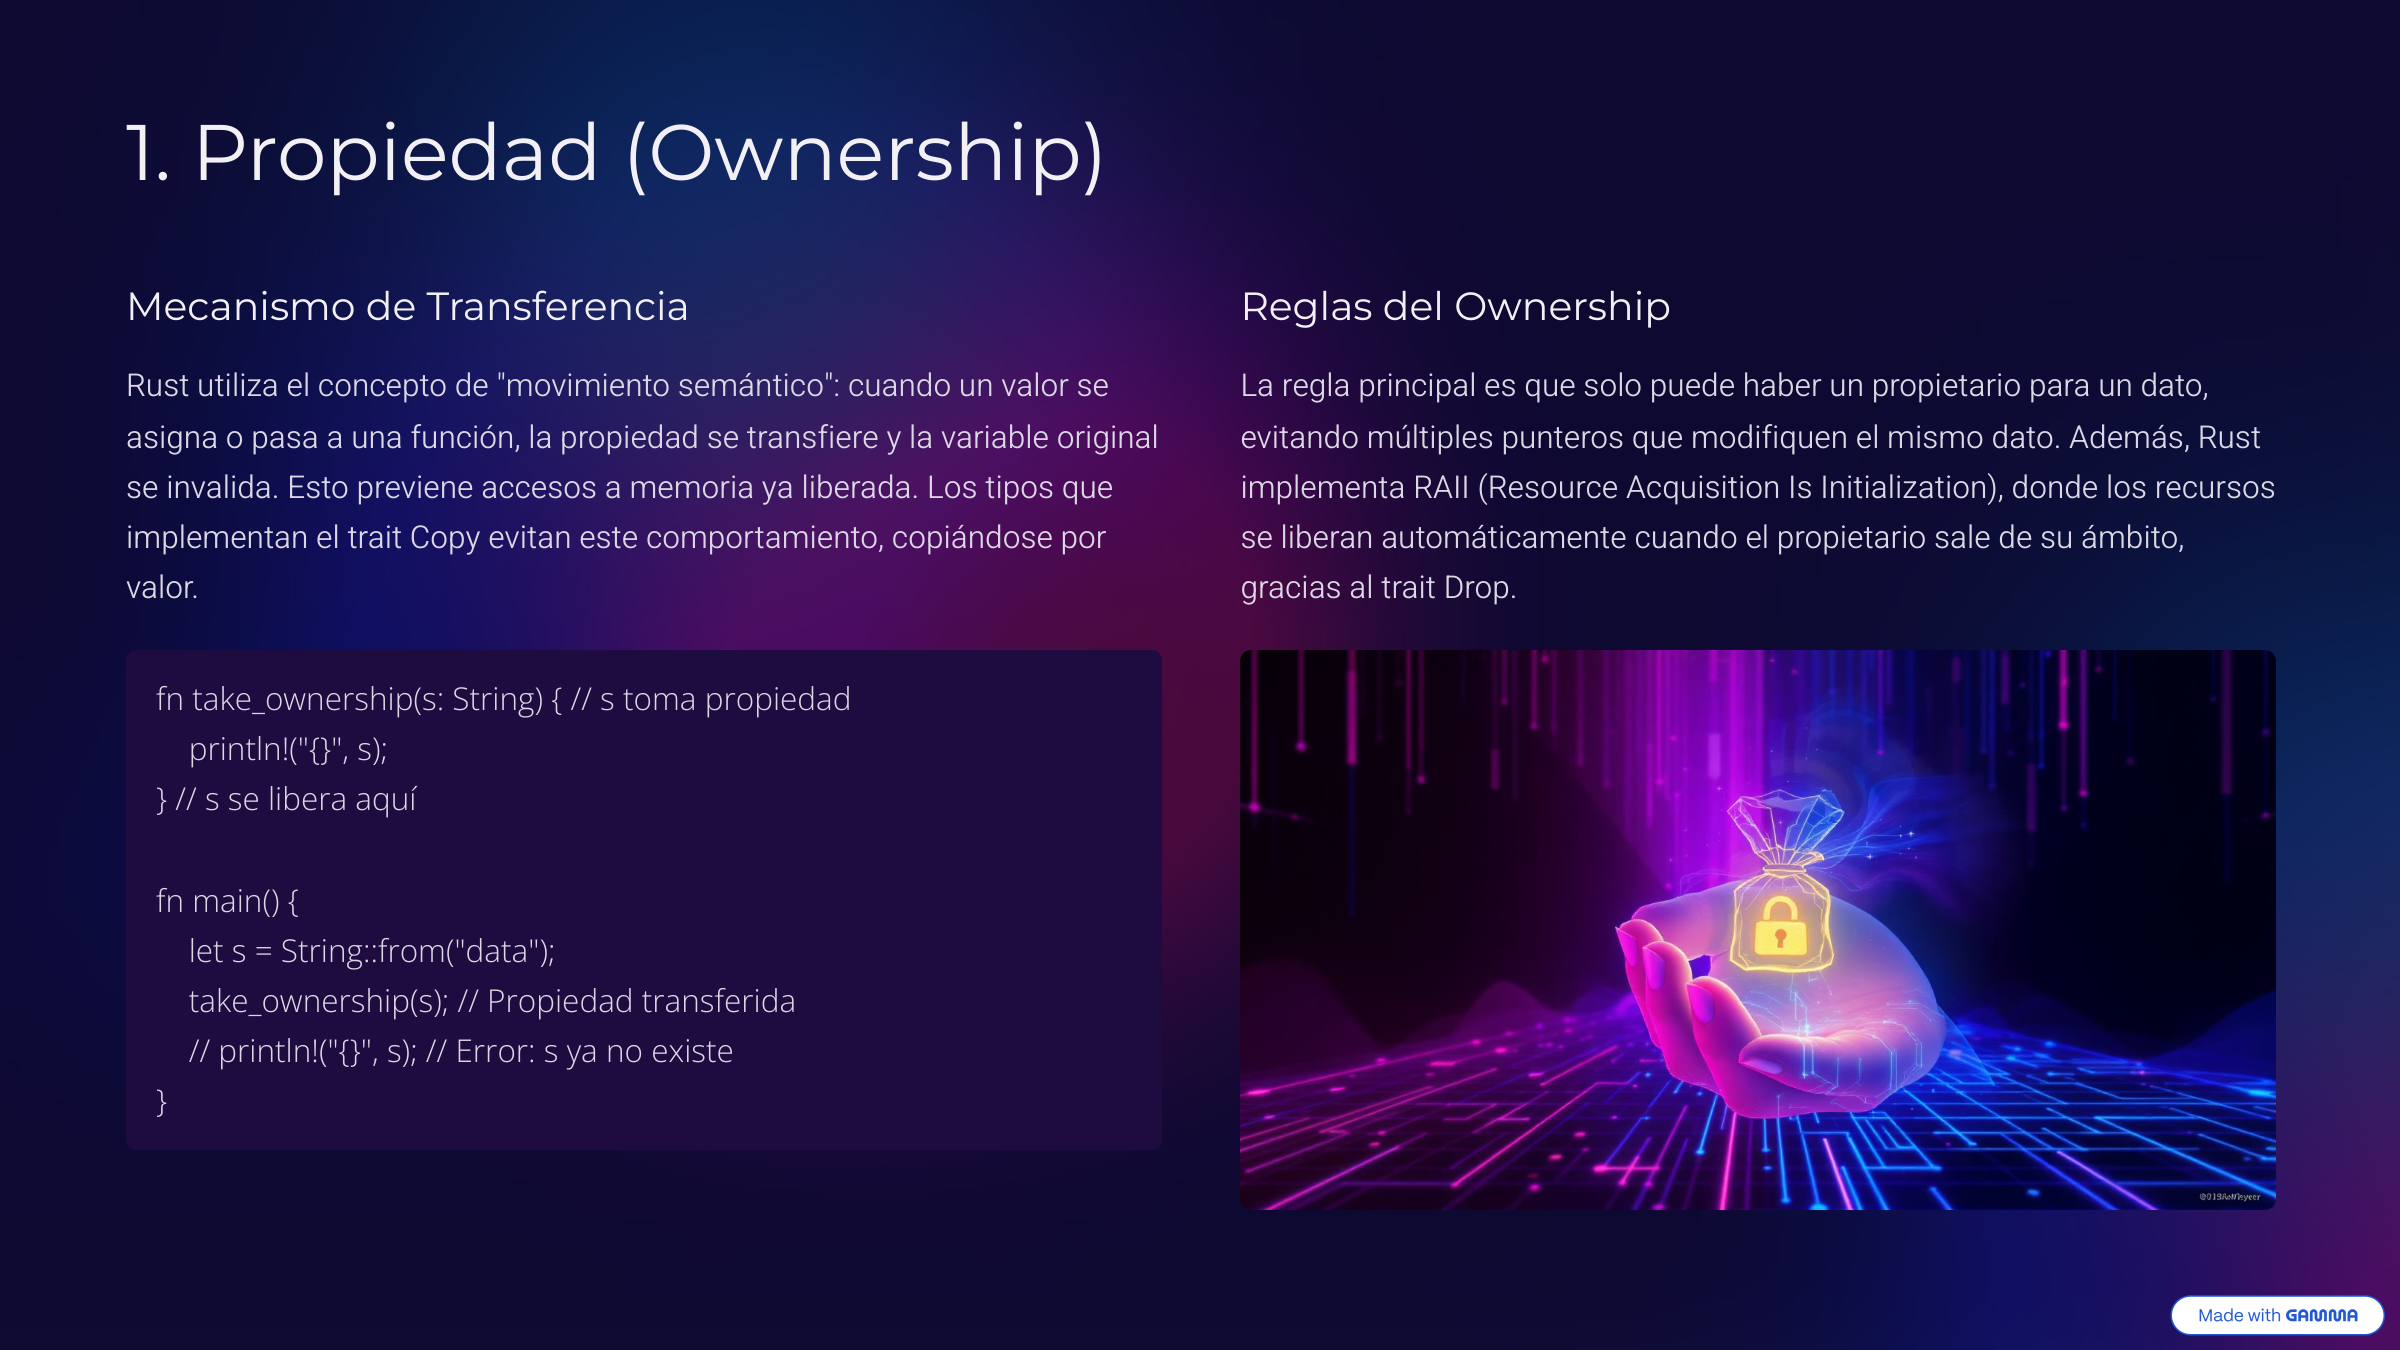 1. Propiedad (Ownership)
Mecanismo de Transferencia
Rust utiliza el concepto de "movimiento semántico": cuando un valor se
asigna o pasa a una función, la propiedad se transfiere y la variable original
se invalida. Esto previene accesos a memoria ya liberada. Los tipos que
implementan el trait Copy evitan este comportamiento, copiándose por
valor.
fn take_ownership(s: String) { // s toma propiedad
    println!("{}", s);
} // s se libera aquí
fn main() {
    let s = String::from("data");
    take_ownership(s); // Propiedad transferida
    // println!("{}", s); // Error: s ya no existe
}
Reglas del Ownership
La regla principal es que solo puede haber un propietario para un dato,
evitando múltiples punteros que modifiquen el mismo dato. Además, Rust
implementa RAII (Resource Acquisition Is Initialization), donde los recursos
se liberan automáticamente cuando el propietario sale de su ámbito,
gracias al trait Drop.
Made with GAMMA